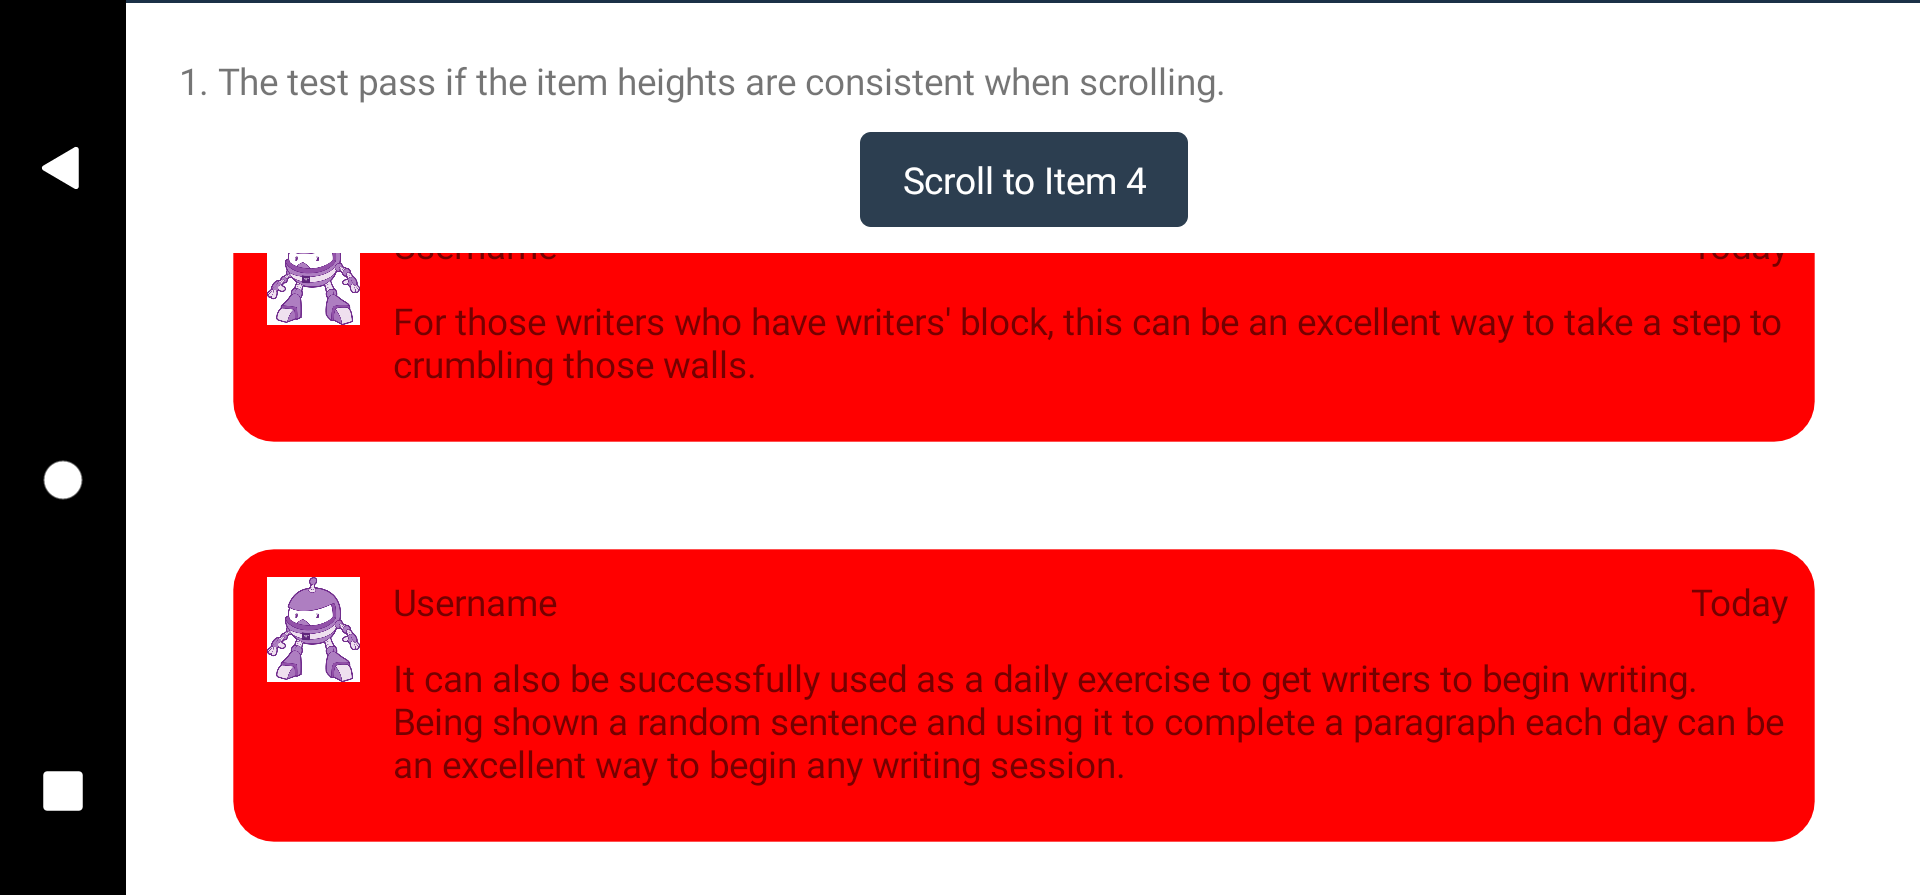 1. The test pass if the item heights are consistent when scrolling.
Scroll to Item 4
Username Today
For those writers who have writers' block, this can be an excellent way to take a step to
crumbling those walls.
Username Today
It can also be successfully used as a daily exercise to get writers to begin writing.
Being shown a random sentence and using it to complete a paragraph each day can be
an excellent way to begin any writing session.